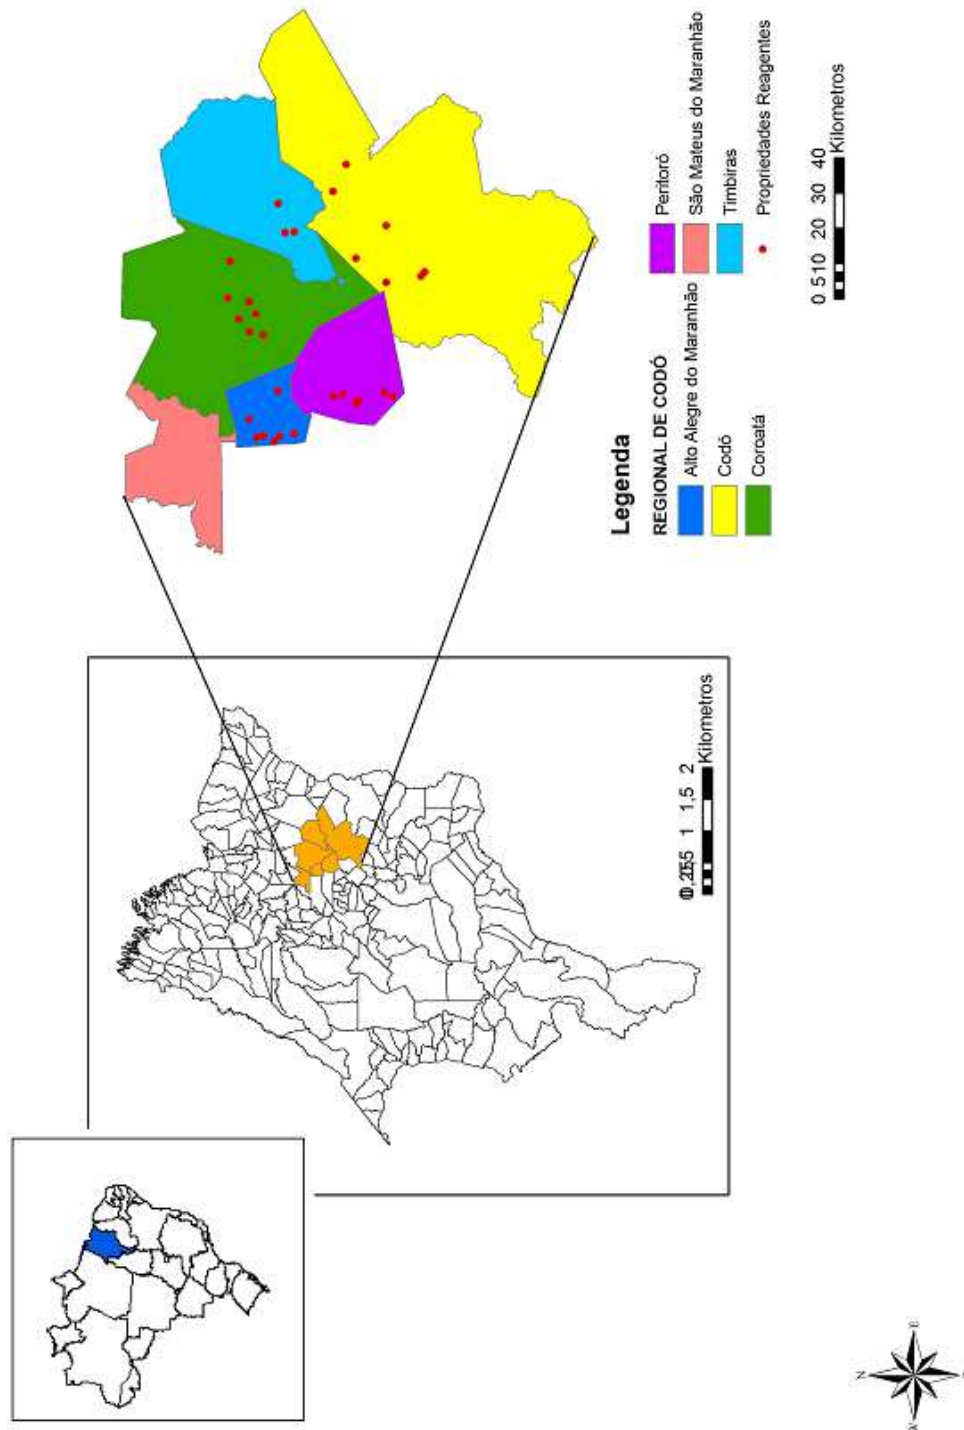 Legenda
REGIONAL DE CODÓ
Alto Alegre do Maranhão
Codó
Coroatá
Peritoró
São Mateus do Maranhão
Timbiras
Propriedades Reagentes
0 5 10 20 30 40
Kilometros
1 1,5 2
Kilometros
N
E